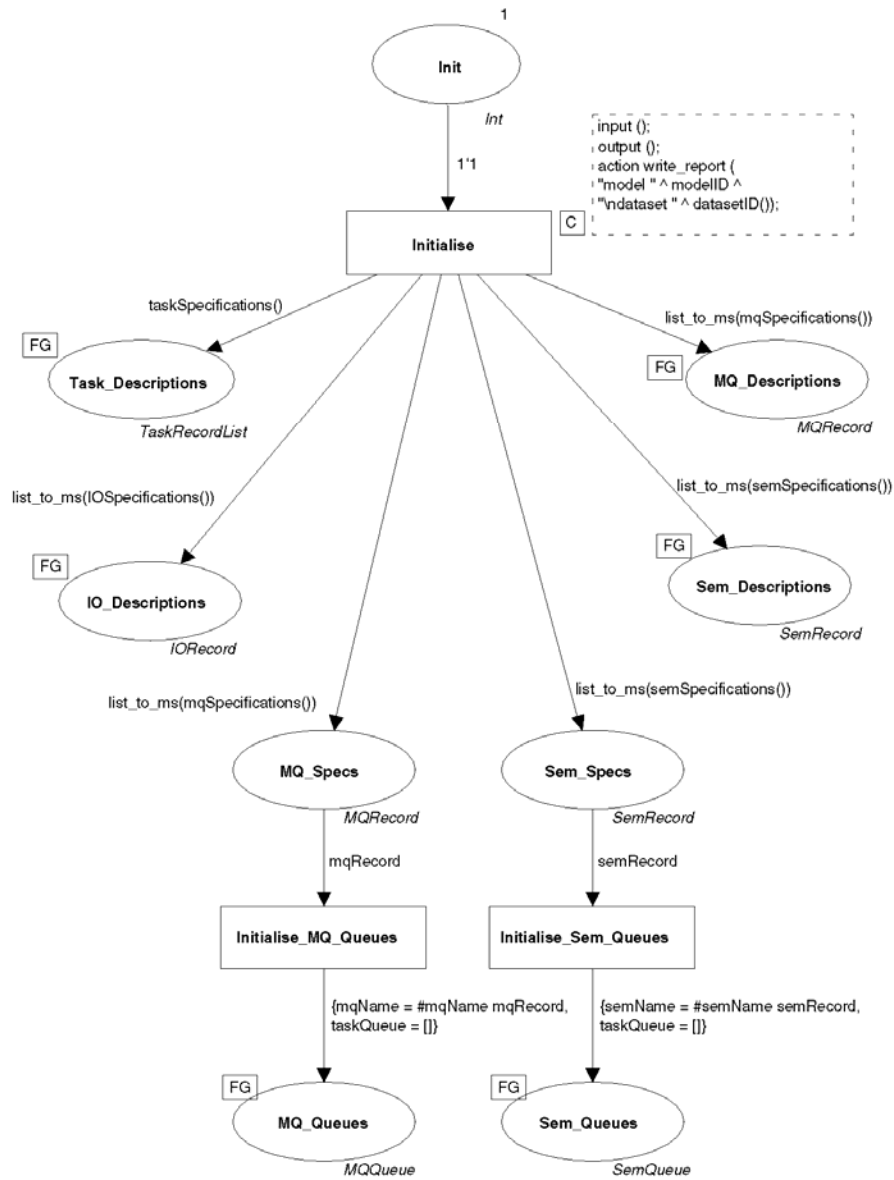 1
Init
Int
1'1
input ();
output ();
action write_report (
"model " ^ modelID ^
"\ndataset " ^ datasetID());
C
Initialise
taskSpecifications()
list_to_ms(mqSpecifications())
FG
Task_Descriptions
TaskRecordList
FG
MQ_Descriptions
MQRecord
list_to_ms(IOSpecifications())
list_to_ms(semSpecifications())
FG
IO_Descriptions
IORecord
FG
Sem_Descriptions
SemRecord
list_to_ms(mqSpecifications())
list_to_ms(semSpecifications())
MQ_Specs
MQRecord
Sem_Specs
SemRecord
mqRecord
semRecord
Initialise_MQ_Queues
Initialise_Sem_Queues
{mqName = #mqName mqRecord,
taskQueue = []}
{semName = #semName semRecord,
taskQueue = []}
FG
MQ_Queues
MQQueue
FG
Sem_Queues
SemQueue